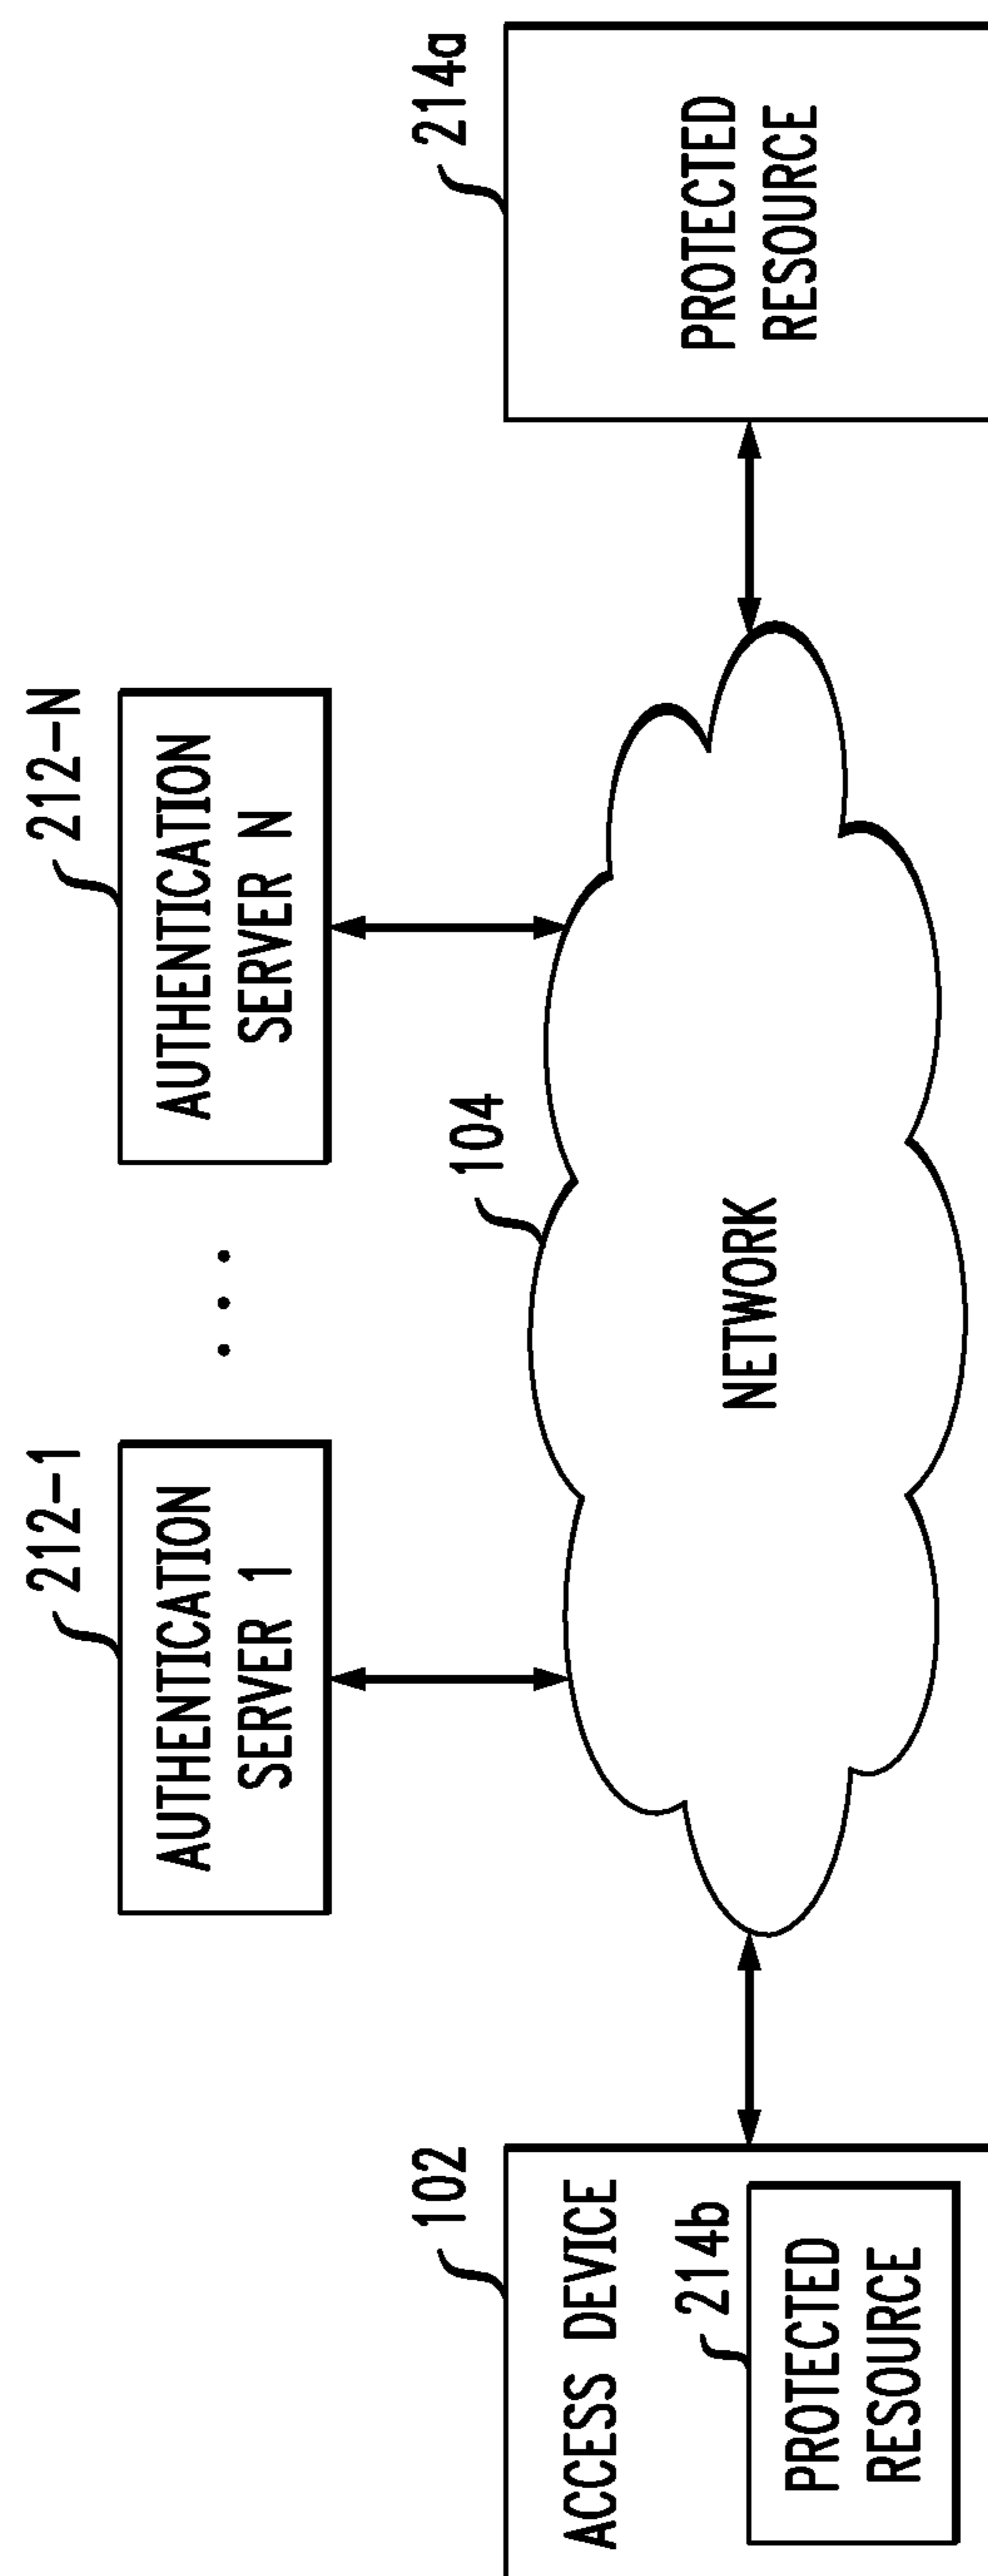 212-1
AUTHENTICATION
SERVER 1
. . .
212-N
AUTHENTICATION
SERVER N
102
ACCESS DEVICE
214b
PROTECTED
RESOURCE
104
NETWORK
214a
PROTECTED
RESOURCE